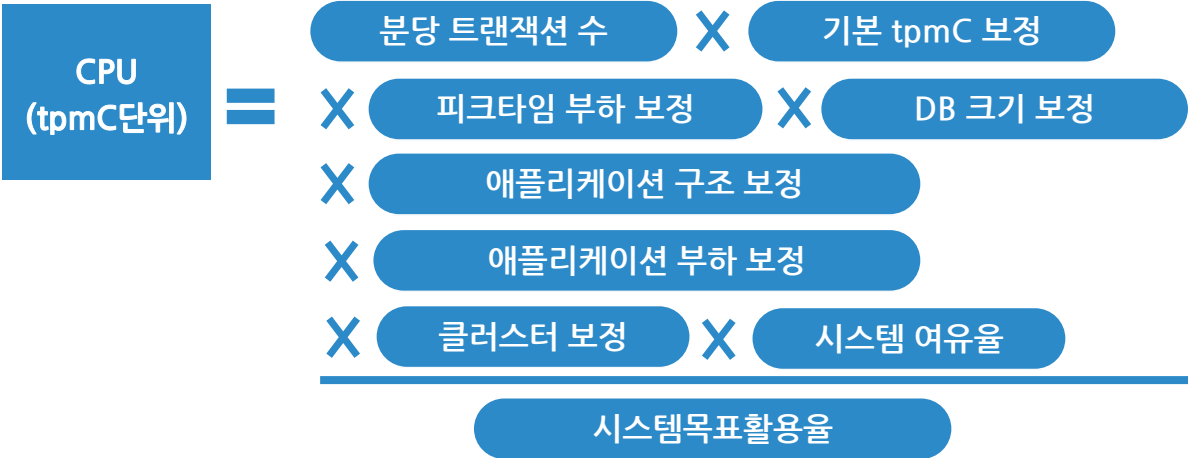 CPU
(tpmC단위)
=
분당 트랜잭션 수 X 기본 tpmC 보정
X 피크타임 부하 보정 X DB 크기 보정
X 애플리케이션 구조 보정
X 애플리케이션 부하 보정
X 클러스터 보정 X 시스템 여유율
시스템목표활용율